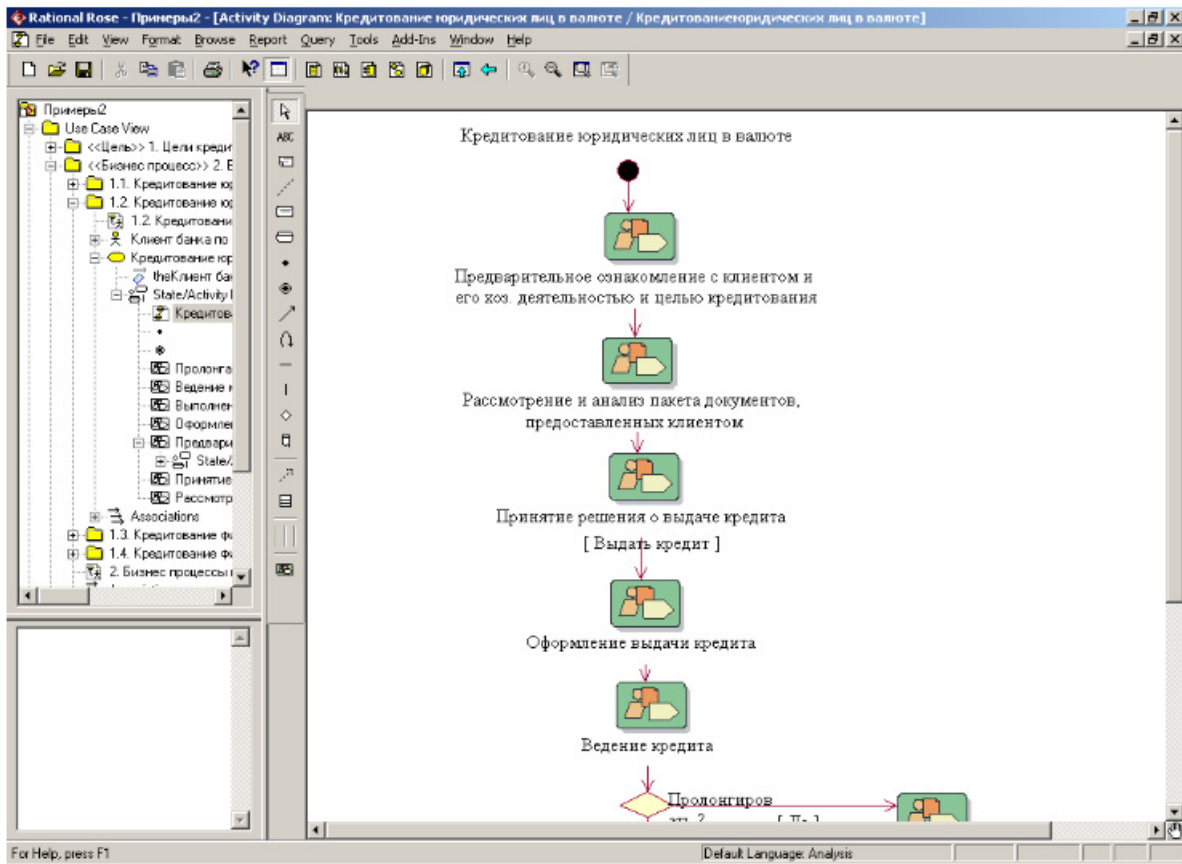 Rational Rose - Примеры2 - [Activity Diagram: Кредитование юридических лиц в валюте / Кредитованиеюридических лиц в валюте]
File Edit View Format Browse Report Query Tools Add-Ins Window Help
ABC
Примеры2
Use Case View
<<Цель>> 1. Цели креди
<<Бизнес процесс>> 2. Б
1.1. Кредитование юр
1.2. Кредитование юр
1.2. Кредитовани
Клиент банка по
Кредитование юр
theКлиент бан
State/Activity
Кредитов
Пролонга
Ведение
Выполнен
Оформле
Предвари
State/
Принятие
Рассмотр
Associations
1.3. Кредитование ф
1.4. Кредитование ф
2. Бизнес процессы
Кредитование юридических лиц в валюте
Предварительное ознакомление с клиентом и
его хоз. деятельностью и целью кредитования
Рассмотрение и анализ пакета документов,
предоставленных клиентом
Принятие решения о выдаче кредита
[ Выдать кредит ]
Оформление выдачи кредита
Ведение кредита
Пролонгиров
For Help, press F1
Default Language: Analysis